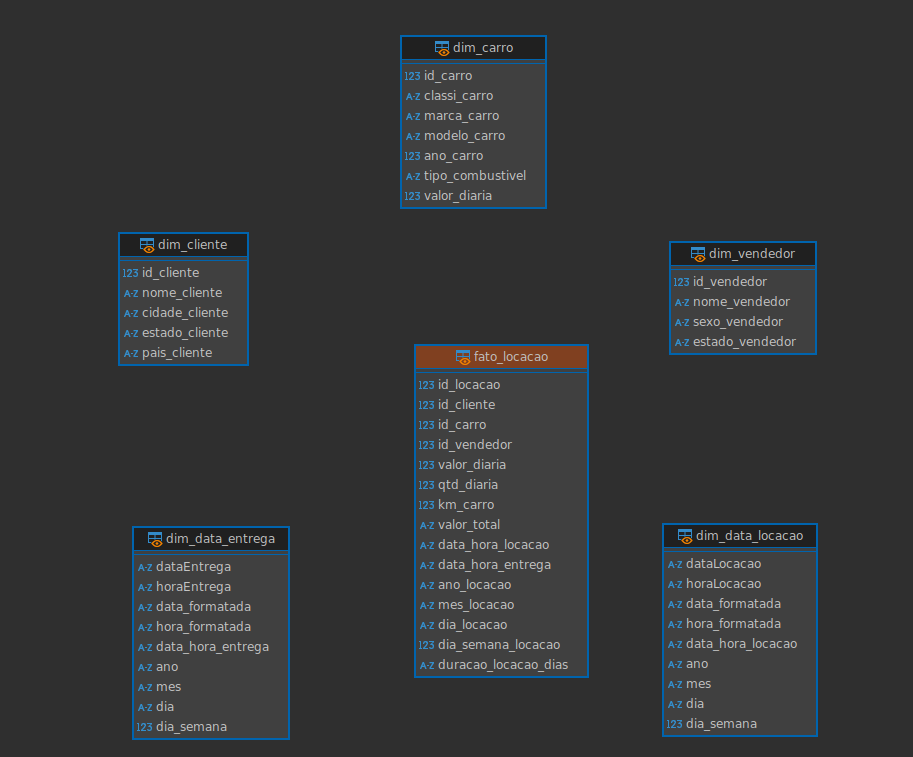 dim_carro
123 id_carro
A-Z classi_carro
A-Z marca_carro
A-Z modelo_carro
123 ano_carro
A-Z tipo_combustivel
123 valor_diaria
dim_cliente
123 id_cliente
A-Z nome_cliente
A-Z cidade_cliente
A-Z estado_cliente
A-Z pais_cliente
dim_vendedor
123 id_vendedor
A-Z nome_vendedor
A-Z sexo_vendedor
A-Z estado_vendedor
fato_locacao
123 id_locacao
123 id_cliente
123 id_carro
123 id_vendedor
123 valor_diaria
123 qtd_diaria
123 km_carro
A-Z valor_total
A-Z data_hora_locacao
A-Z data_hora_entrega
A-Z ano_locacao
A-Z mes_locacao
A-Z dia_locacao
123 dia_semana_locacao
A-Z duracao_locacao_dias
dim_data_entrega
A-Z dataEntrega
A-Z horaEntrega
A-Z data_formatada
A-Z hora_formatada
A-Z data_hora_entrega
A-Z ano
A-Z mes
A-Z dia
123 dia_semana
dim_data_locacao
A-Z dataLocacao
A-Z horaLocacao
A-Z data_formatada
A-Z hora_formatada
A-Z data_hora_locacao
A-Z ano
A-Z mes
A-Z dia
123 dia_semana